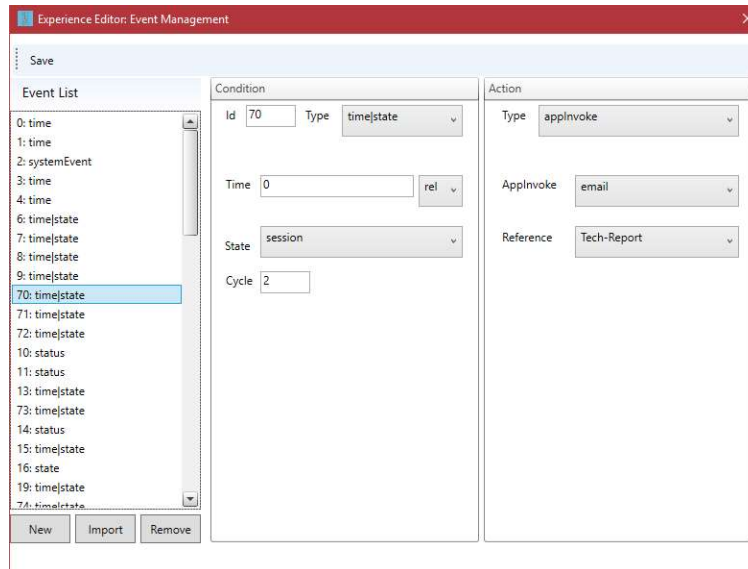 Experience Editor: Event Management
Save
Event List
0: time
1: time
2: systemEvent
3: time
4: time
6: time|state
7: time|state
8: time|state
9: time|state
70: time|state
71: time|state
72: time|state
10: status
11: status
13: time|state
73: time|state
14: status
15: time|state
16: state
19: time|state
74: time|state
New Import Remove
Condition
Id 70 Type time|state
Time 0 rel
State session
Cycle 2
Action
Type appInvoke
AppInvoke email
Reference Tech-Report